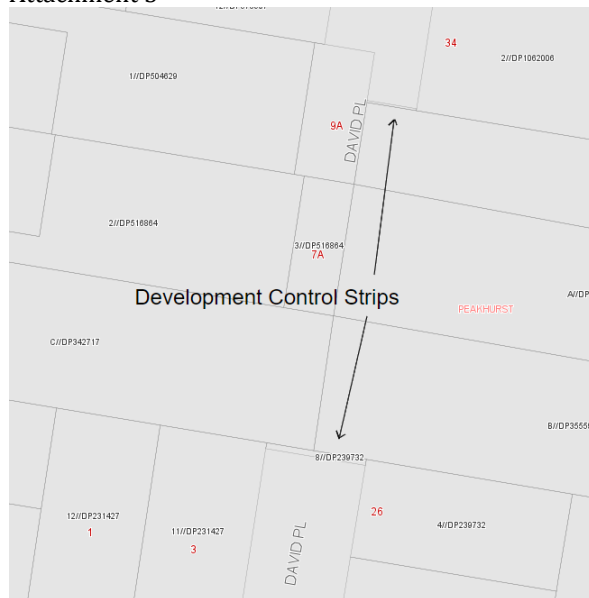 34
2//DP1062006
1//DP504629
9A
DAVID PL
2//DP516864
3//DP516864
7A
Development Control Strips
A//DP
PEAKHURST
C//DP342717
B//DP3555
8//DP239732
12//DP231427
1
11//DP231427
3
26
4//DP239732
DAVID PL